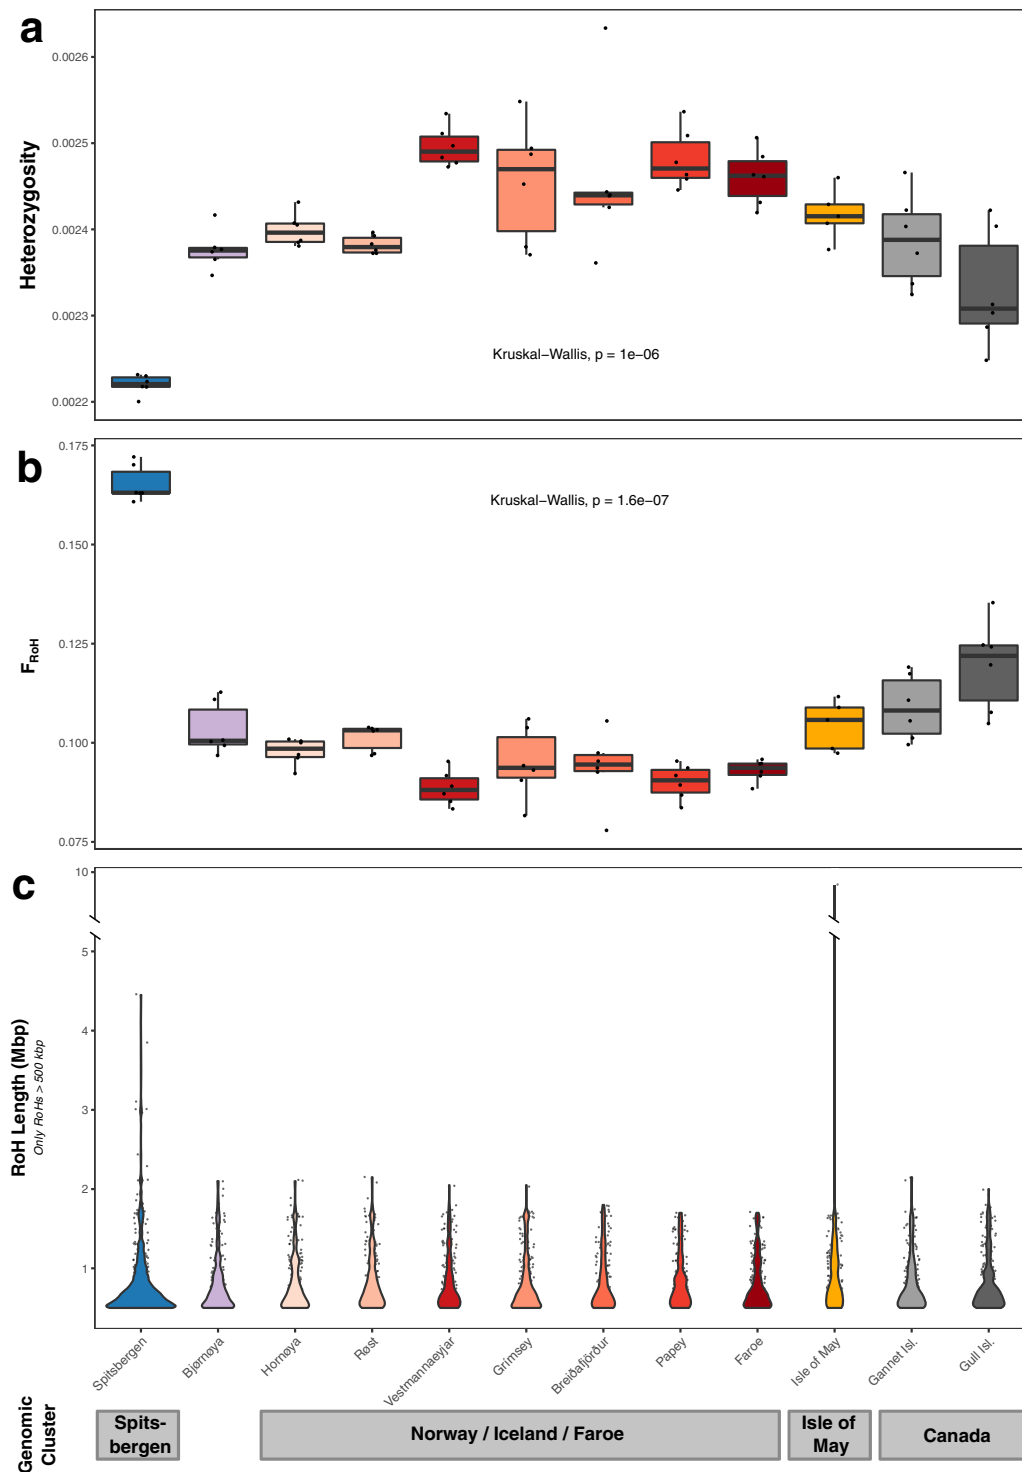 a
0.0026
0.0025
0.0024
0.0023
0.0022
Heterozygosity
Kruskal−Wallis, p = 1e−06
b
0.175
0.150
0.125
0.100
0.075
FRoH
Kruskal−Wallis, p = 1.6e−07
c
10
5
4
3
2
1
RoH Length (Mbp)
Only RoHs > 500 kbp
Spitsbergen
Bjørnøya
Hornøya
Røst
Vestmannaeyjar
Grimsey
Breiðafjörður
Papey
Faroe
Isle of May
Gannet Isl.
Gull Isl.
Genomic
Cluster
Spits-
bergen
Norway / Iceland / Faroe
Isle of
May
Canada